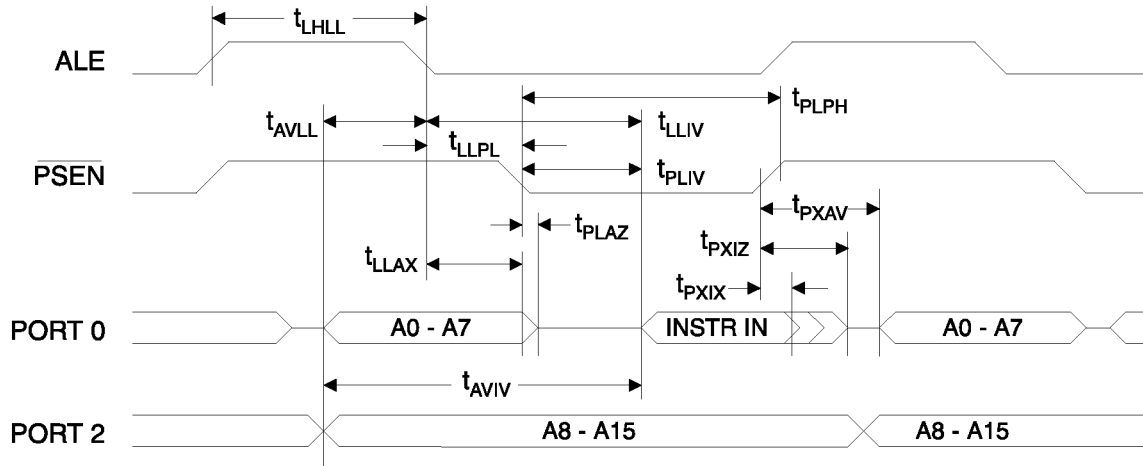 tLHLL
ALE
tPLPH
tAVLL
tLLIV
tLLPL
PSEN
tPLIV
tPXAV
tPLAZ
tLLAX
tPXIZ
tPXIX
PORT 0
A0 - A7
INSTR IN
A0 - A7
tAVIV
PORT 2
A8 - A15
A8 - A15